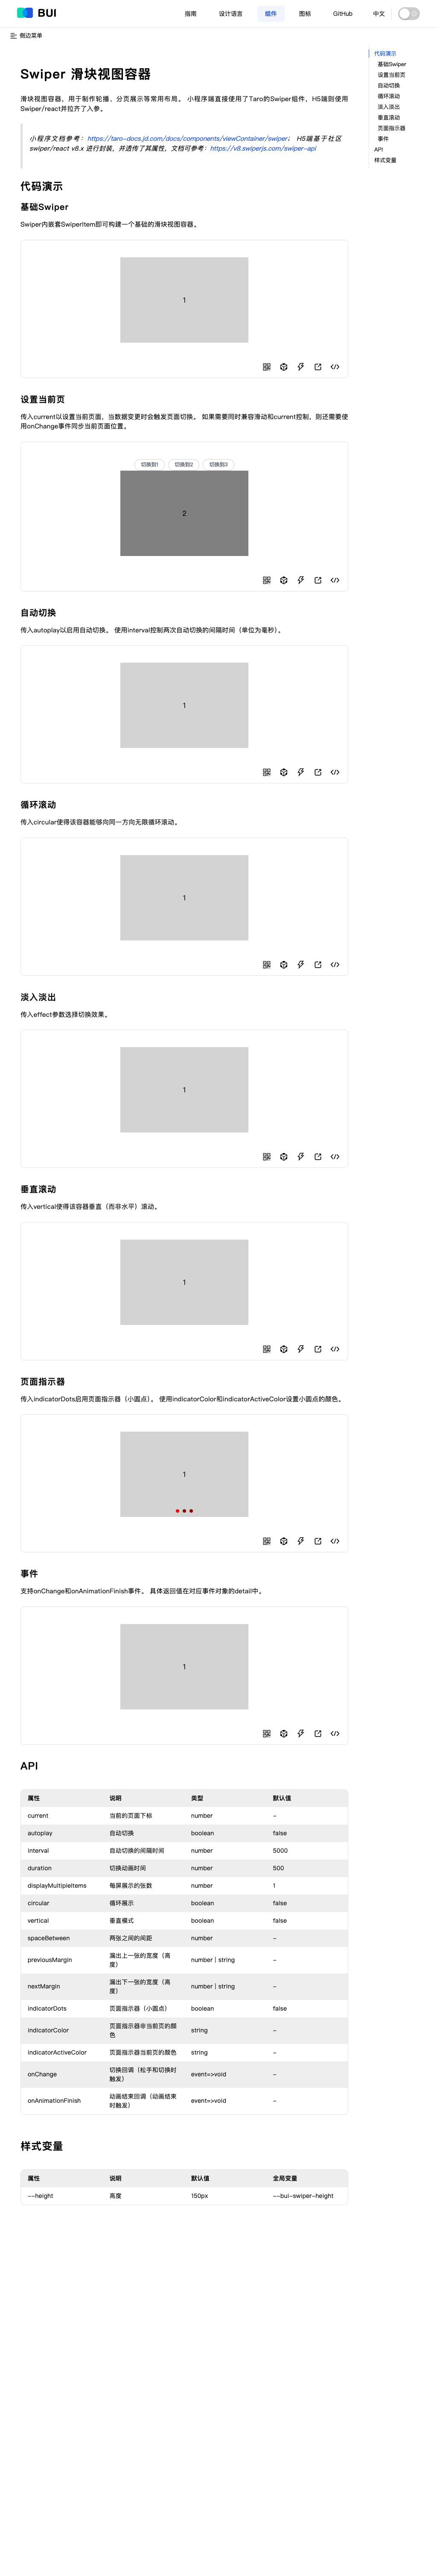 BUI
指南 设计语言 组件 图标 GitHub 中文
侧边菜单
代码演示
基础Swiper
设置当前页
自动切换
循环滚动
淡入淡出
垂直滚动
页面指示器
事件
API
样式变量
Swiper 滑块视图容器
滑块视图容器，用于制作轮播、分页展示等常用布局。 小程序端直接使用了Taro的Swiper组件，H5端则使用
Swiper/react并拉齐了入参。
小程序文档参考：https://taro-docs.jd.com/docs/components/viewContainer/swiper； H5端基于社区
swiper/react v8.x 进行封装，并透传了其属性，文档可参考：https://v8.swiperjs.com/swiper-api
代码演示
基础Swiper
Swiper内嵌套SwiperItem即可构建一个基础的滑块视图容器。
1
设置当前页
传入current以设置当前页面，当数据变更时会触发页面切换。 如果需要同时兼容滑动和current控制，则还需要使
用onChange事件同步当前页面位置。
切换到1 切换到2 切换到3
2
自动切换
传入autoplay以启用自动切换。 使用interval控制两次自动切换的间隔时间（单位为毫秒）。
1
循环滚动
传入circular使得该容器能够向同一方向无限循环滚动。
1
淡入淡出
传入effect参数选择切换效果。
1
垂直滚动
传入vertical使得该容器垂直（而非水平）滚动。
1
页面指示器
传入indicatorDots启用页面指示器（小圆点）。 使用indicatorColor和indicatorActiveColor设置小圆点的颜色。
1
事件
支持onChange和onAnimationFinish事件。 具体返回值在对应事件对象的detail中。
1
API
属性 说明 类型 默认值
current 当前的页面下标 number -
autoplay 自动切换 boolean false
interval 自动切换的间隔时间 number 5000
duration 切换动画时间 number 500
displayMultipleItems 每屏展示的张数 number 1
circular 循环展示 boolean false
vertical 垂直模式 boolean false
spaceBetween 两张之间的间距 number -
previousMargin 漏出上一张的宽度（高度） number | string -
nextMargin 漏出下一张的宽度（高度） number | string -
indicatorDots 页面指示器（小圆点） boolean false
indicatorColor 页面指示器非当前页的颜色 string -
indicatorActiveColor 页面指示器当前页的颜色 string -
onChange 切换回调（松手和切换时触发） event=>void -
onAnimationFinish 动画结束回调（动画结束时触发） event=>void -
样式变量
属性 说明 默认值 全局变量
--height 高度 150px --bui-swiper-height